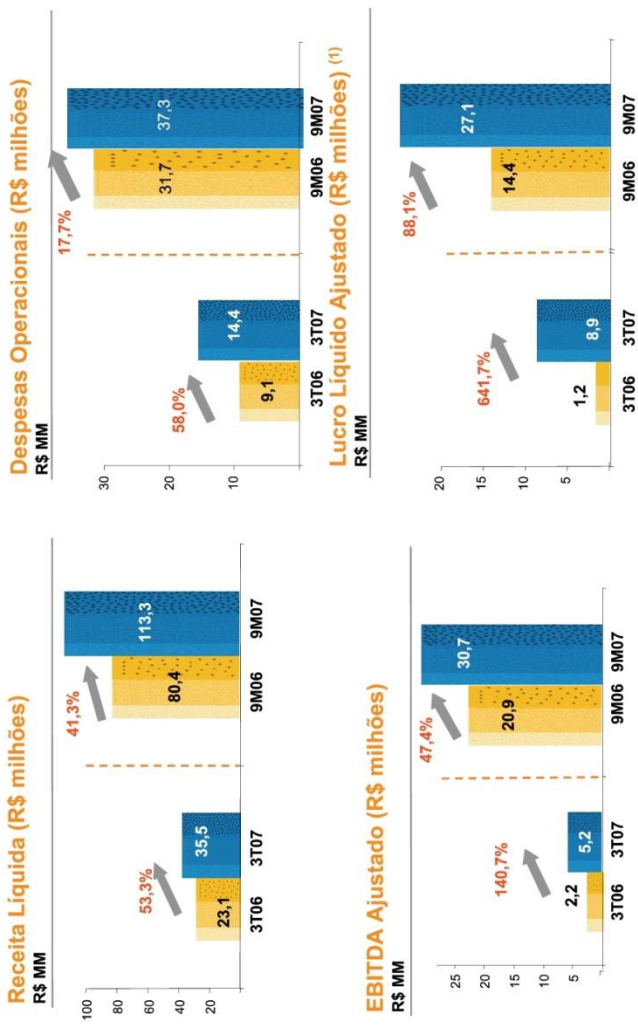 Receita Líquida (R$ milhões)
R$ MM
100
80
60
40
20
53,3%
41,3%
23,1
35,5
80,4
113,3
3T06
3T07
9M06
9M07
Despesas Operacionais (R$ milhões)
R$ MM
30
20
10
58,0%
17,7%
9,1
14,4
31,7
37,3
3T06
3T07
9M06
9M07
EBITDA Ajustado (R$ milhões)
R$ MM
25
20
15
10
5
140,7%
47,4%
2,2
5,2
20,9
30,7
3T06
3T07
9M06
9M07
Lucro Líquido Ajustado (R$ milhões) (1)
R$ MM
20
15
10
5
641,7%
88,1%
1,2
8,9
14,4
27,1
3T06
3T07
9M06
9M07